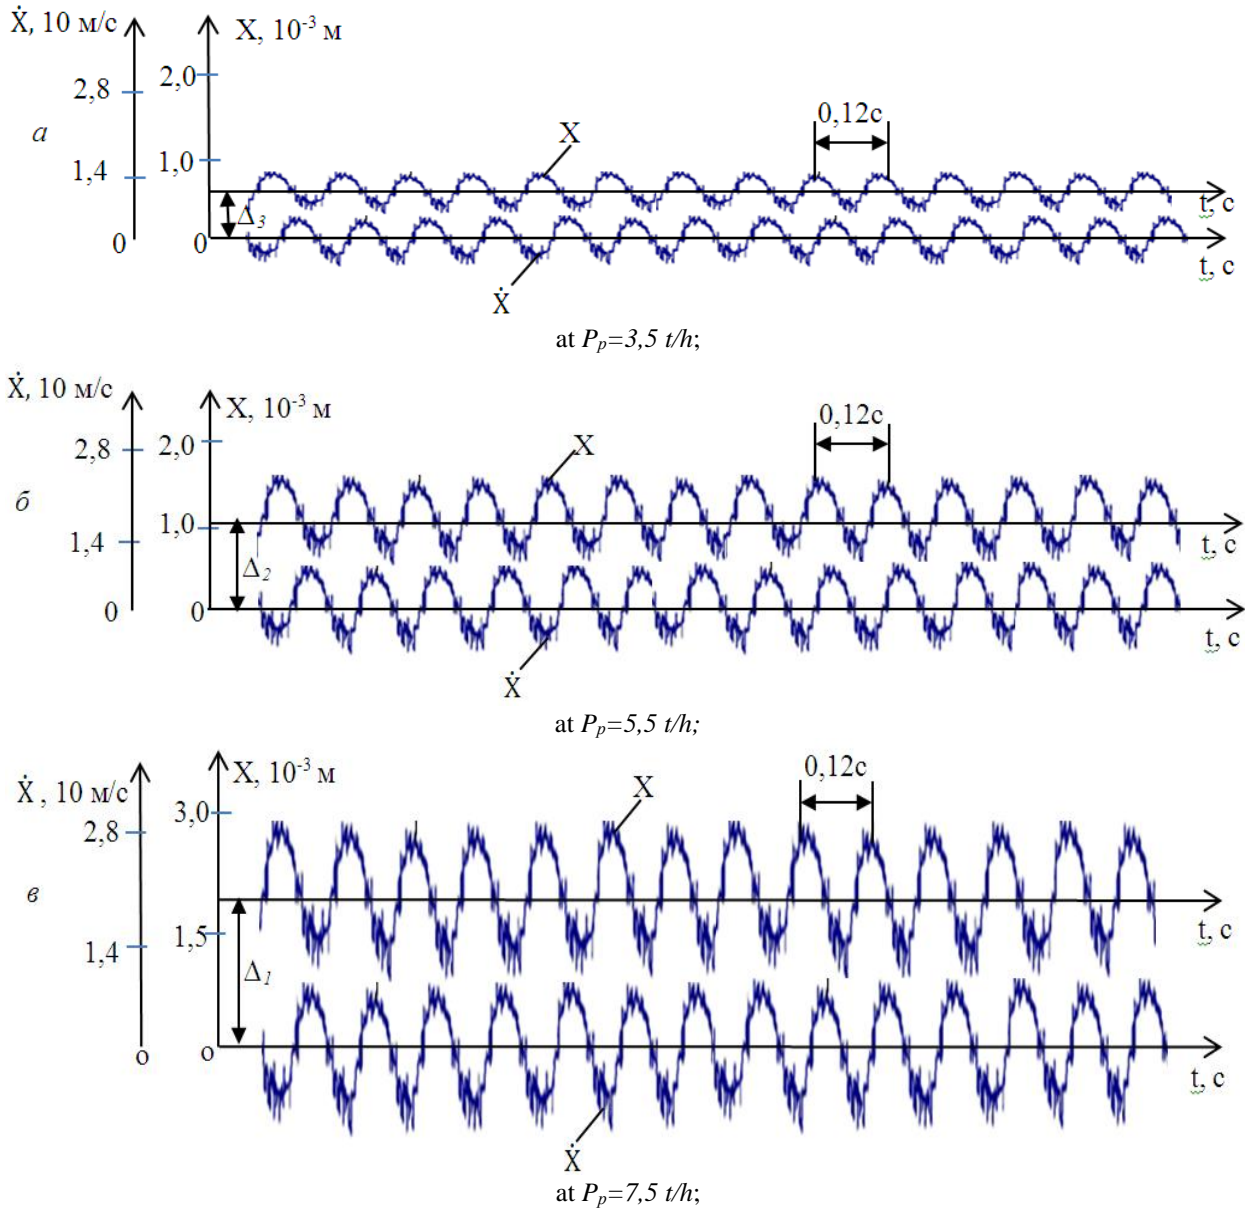 Ẋ, 10 м/с
X, 10⁻³ м
2,8
2,0
а
0,12с
X
1,4
1,0
Δ₃
t, с
0
0
t, с
Ẋ
at Pₚ=3,5 t/h;
Ẋ, 10 м/с
X, 10⁻³ м
0,12с
2,8
2,0
X
б
1,4
1,0
t, с
Δ₂
0
0
t, с
Ẋ
at Pₚ=5,5 t/h;
Ẋ , 10 м/с
X, 10⁻³ м
0,12с
X
2,8
3,0
в
1,4
1,5
t, с
Δ₁
о
о
t, с
Ẋ
at Pₚ=7,5 t/h;